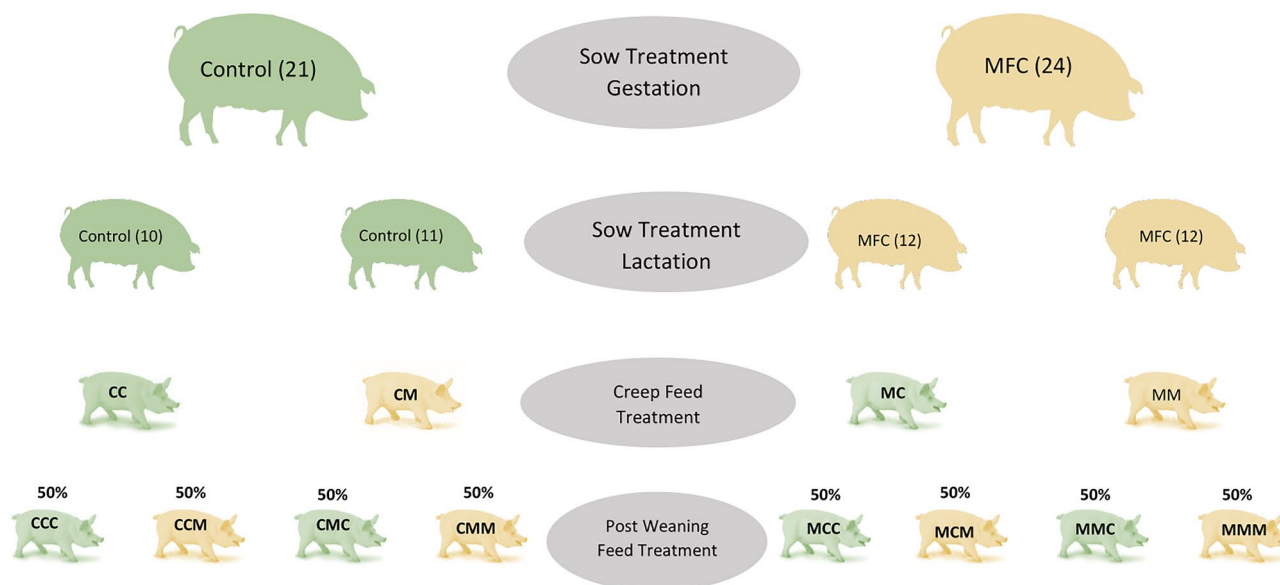 Control (21)
Sow Treatment
Gestation
MFC (24)
Control (10)
Control (11)
Sow Treatment
Lactation
MFC (12)
MFC (12)
CC
CM
Creep Feed
Treatment
MC
MM
50%
50%
50%
50%
50%
50%
50%
50%
CCC
CCM
CMC
CMM
Post Weaning
Feed Treatment
MCC
MCM
MMC
MMM